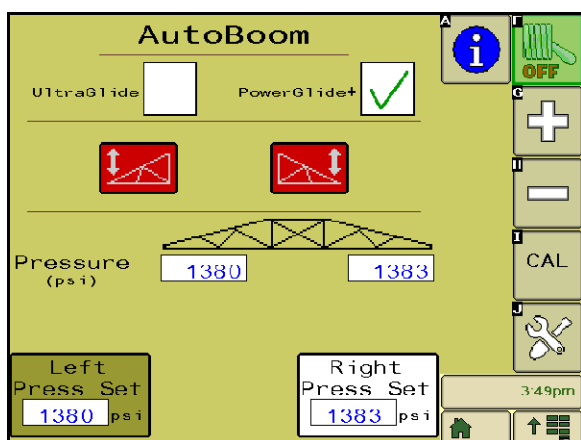 AutoBoom
UltraGlide
PowerGlide+
Pressure
(psi)
1380
1383
Left
Press Set
1380 psi
Right
Press Set
1383 psi
A
i
F
OFF
G
H
I
CAL
J
3:49pm